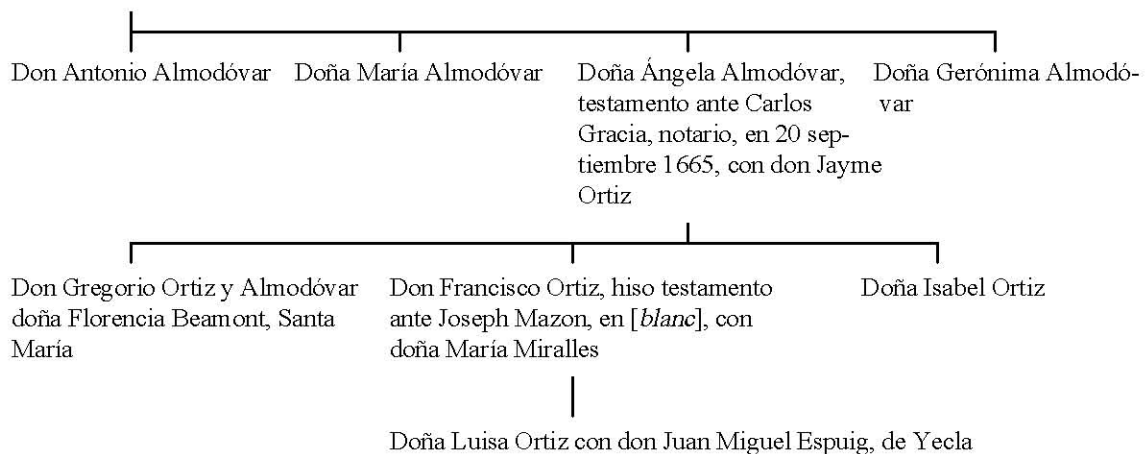 Don Antonio Almodóvar
Doña María Almodóvar
Doña Ángela Almodóvar,
testamento ante Carlos
Gracia, notario, en 20 sep-
tiembre 1665, con don Jayme
Ortiz
Doña Gerónima Almodó-
var
Don Gregorio Ortiz y Almodóvar
doña Florencia Beamont, Santa
María
Don Francisco Ortiz, hiso testamento
ante Joseph Mazon, en [blanc], con
doña María Miralles
Doña Isabel Ortiz
Doña Luisa Ortiz con don Juan Miguel Espuig, de Yecla